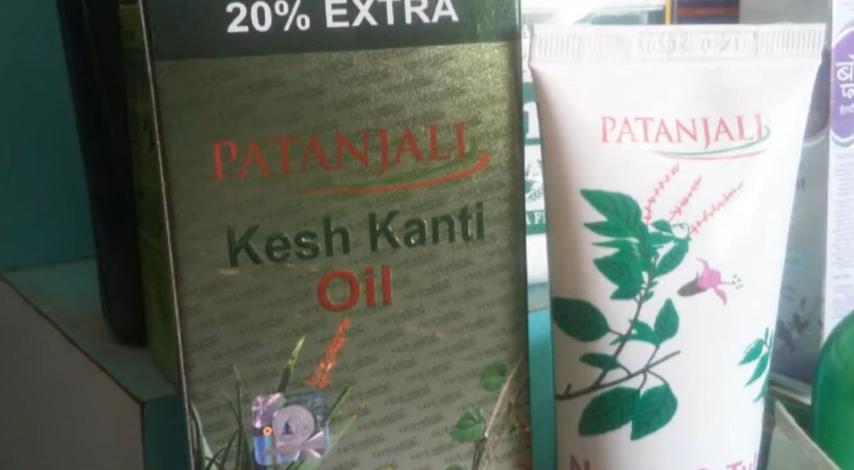 20% EXTRA
PATANJALI
Kesh Kanti
Oil
PATANJALI